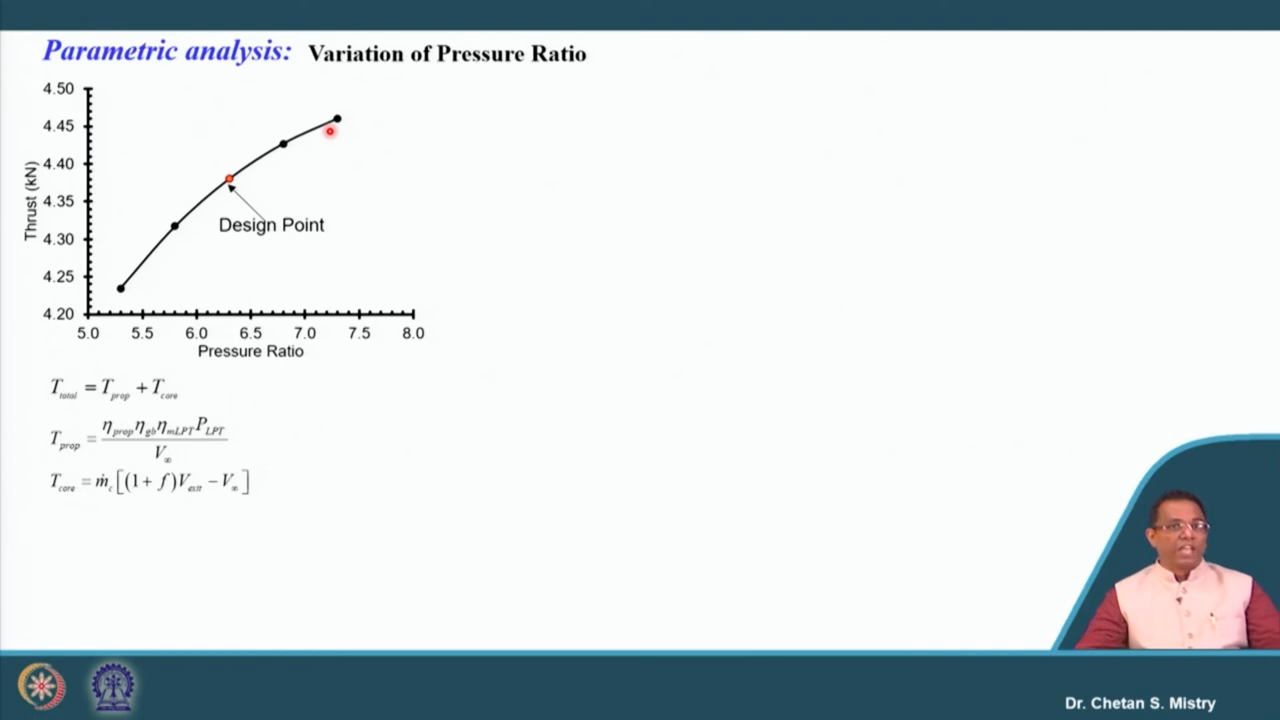 Parametric analysis: Variation of Pressure Ratio
4.50
4.45
4.40
4.35
4.30
4.25
4.20
Thrust (kN)
Design Point
5.0 5.5 6.0 6.5 7.0 7.5 8.0
Pressure Ratio
T_total = T_prop + T_core
T_prop = η_prop η_gb η_mLPT P_LPT / V_∞
T_core = ṁ_c [(1 + f)V_exit − V_∞]
Dr. Chetan S. Mistry